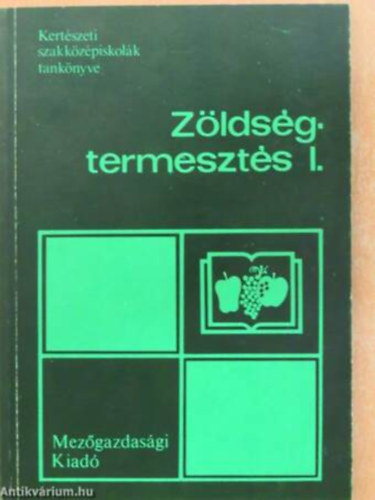 Kertészeti
szakközépiskolák
tankönyve
Zöldség-
termesztés I.
Mezőgazdasági
Kiadó
Antikvárium.hu